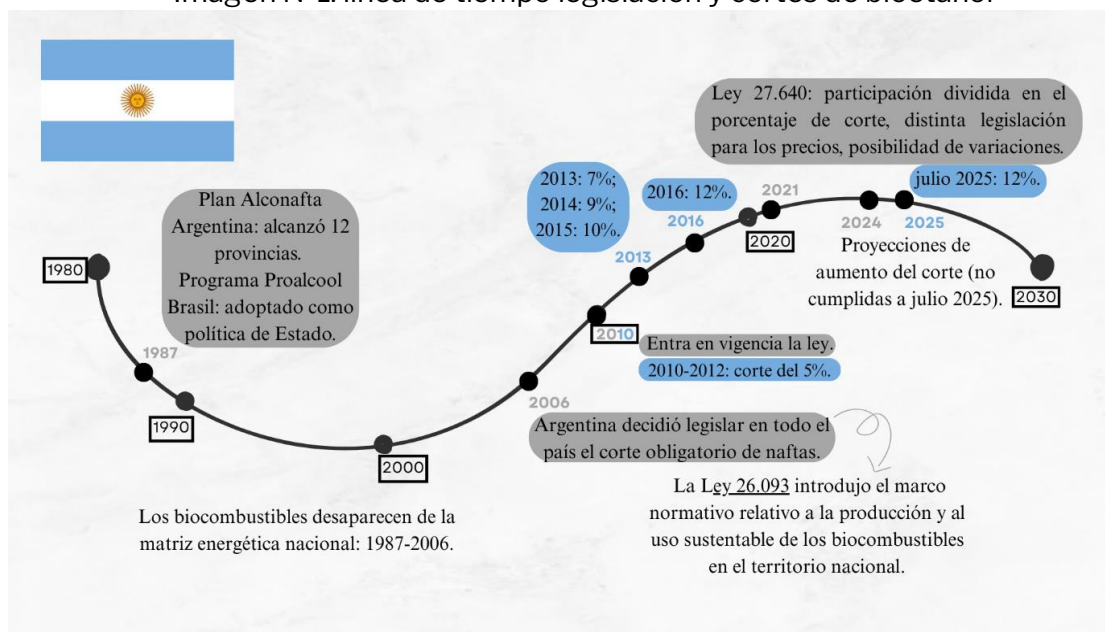 Imagen N°1: línea de tiempo legislación y cortes de bioetanol
Ley 27.640: participación dividida en el
porcentaje de corte, distinta legislación
para los precios, posibilidad de variaciones.
2013: 7%;
2014: 9%;
2015: 10%.
2016: 12%.
julio 2025: 12%.
Plan Alconafta
Argentina: alcanzó 12
provincias.
Programa Proalcool
Brasil: adoptado como
política de Estado.
1980
1987
1990
2000
2006
2010
2013
2016
2020
2021
2024
2025
2030
Proyecciones de
aumento del corte (no
cumplidas a julio 2025).
Entra en vigencia la ley.
2010-2012: corte del 5%.
Argentina decidió legislar en todo el
país el corte obligatorio de naftas.
La Ley 26.093 introdujo el marco
normativo relativo a la producción y al
uso sustentable de los biocombustibles
en el territorio nacional.
Los biocombustibles desaparecen de la
matriz energética nacional: 1987-2006.